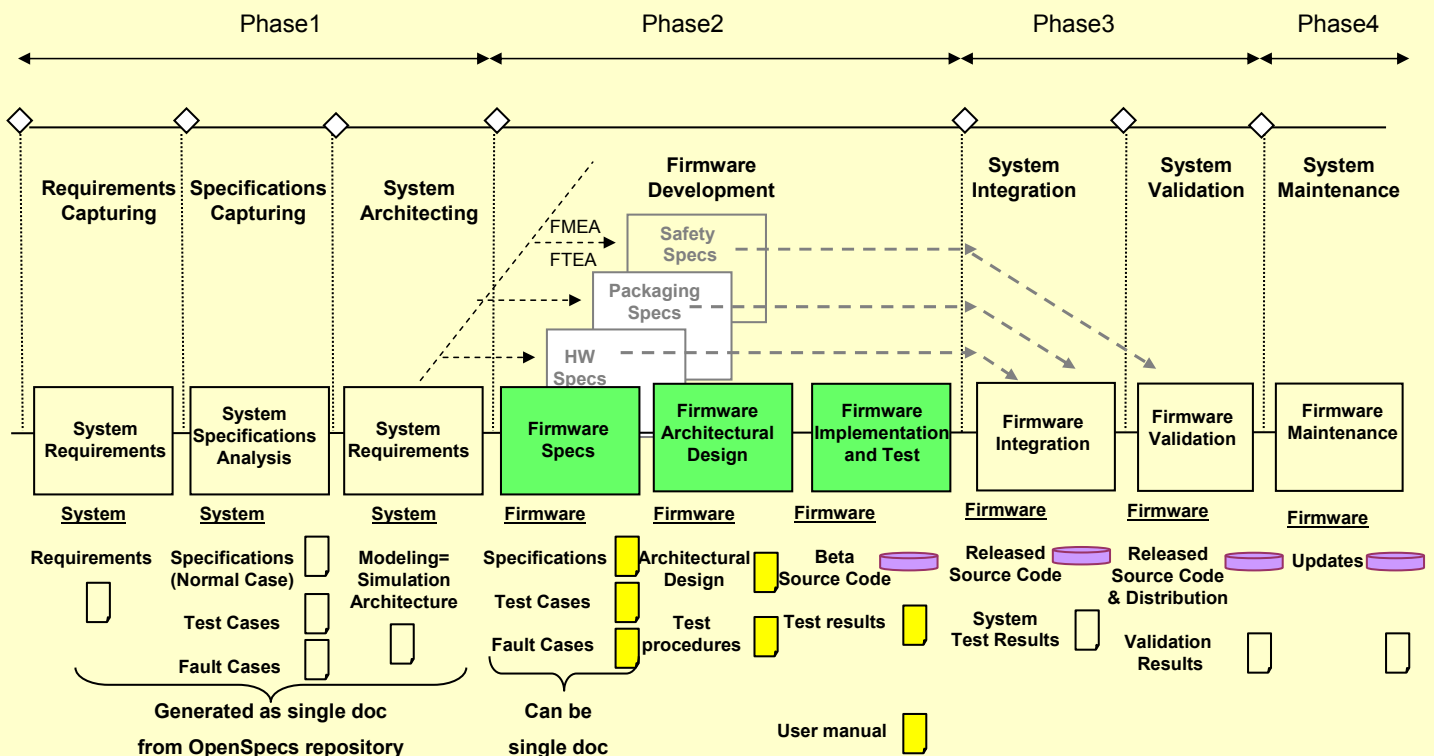 Phase1
Phase2
Phase3
Phase4
Requirements
Capturing
Specifications
Capturing
System
Architecting
Firmware
Development
System
Integration
System
Validation
System
Maintenance
FMEA
FTEA
Safety
Specs
Packaging
Specs
HW
Specs
System
Requirements
System
Specifications
Analysis
System
Requirements
Firmware
Specs
Firmware
Architectural
Design
Firmware
Implementation
and Test
Firmware
Integration
Firmware
Validation
Firmware
Maintenance
System
Requirements
System
Specifications
(Normal Case)
Test Cases
Fault Cases
System
Modeling=
Simulation
Architecture
Generated as single doc
from OpenSpecs repository
Firmware
Specifications
Test Cases
Fault Cases
Can be
single doc
Firmware
Architectural
Design
Test
procedures
Firmware
Beta
Source Code
Test results
User manual
Firmware
Released
Source Code
System
Test Results
Firmware
Released
Source Code
& Distribution
Validation
Results
Firmware
Updates